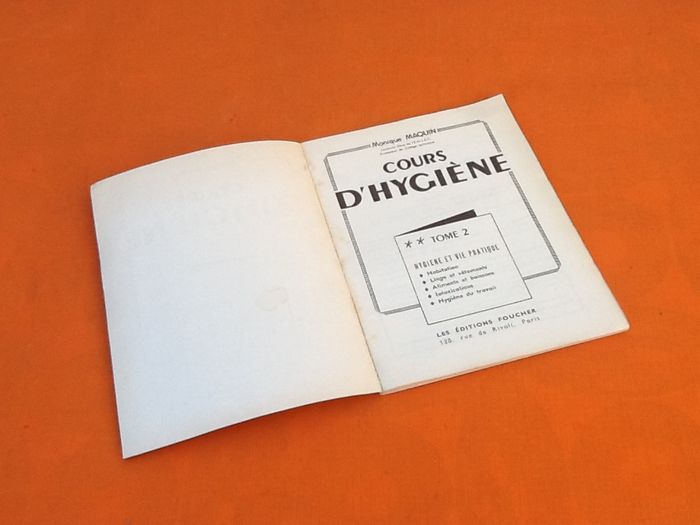 Monique MAQUIN
COURS
D'HYGIÈNE
** TOME 2
HYGIÈNE ET VIE PRATIQUE
♦ Habitation
♦ Linge et vêtements
♦ Aliments et boissons
♦ Intoxications
♦ Hygiène du travail
LES ÉDITIONS FOUCHER
128, rue de Rivoli, Paris